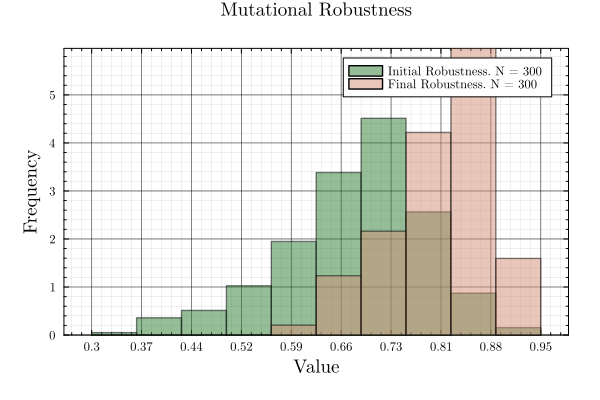 Mutational Robustness
Initial Robustness. N = 300
Final Robustness. N = 300
Frequency
5
4
3
2
1
0
0.3 0.37 0.44 0.52 0.59 0.66 0.73 0.81 0.88 0.95
Value